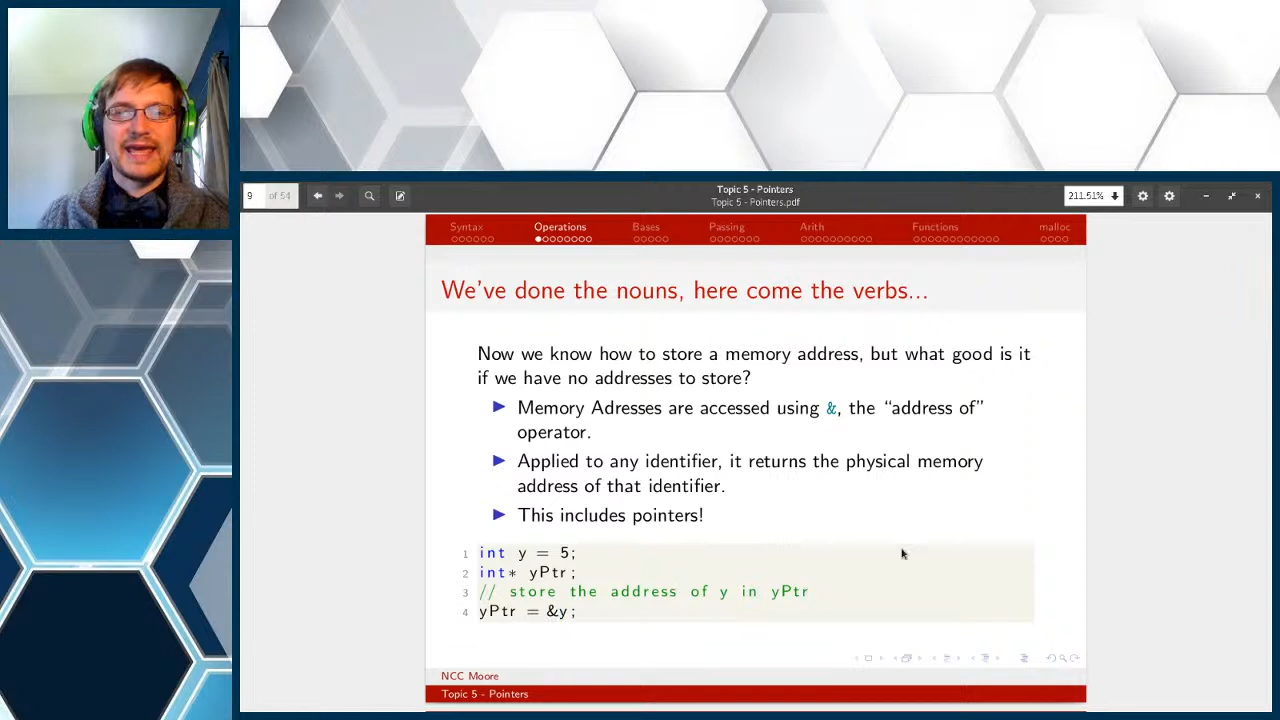 9 of 54
Topic 5 - Pointers
Topic 5 - Pointers.pdf
211.51%
Syntax Operations Bases Passing Arith Functions malloc
We've done the nouns, here come the verbs...
Now we know how to store a memory address, but what good is it
if we have no addresses to store?
Memory Adresses are accessed using &, the “address of”
operator.
Applied to any identifier, it returns the physical memory
address of that identifier.
This includes pointers!
1 int y = 5;
2 int* yPtr;
3 // store the address of y in yPtr
4 yPtr = &y;
NCC Moore
Topic 5 - Pointers